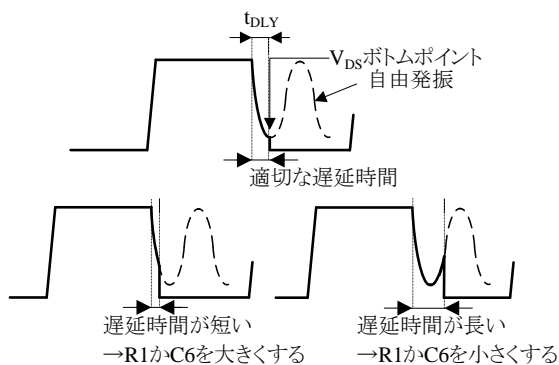 tDLY
VDSボトムポイント
自由発振
適切な遅延時間
遅延時間が短い
→R1かC6を大きくする
遅延時間が長い
→R1かC6を小さくする